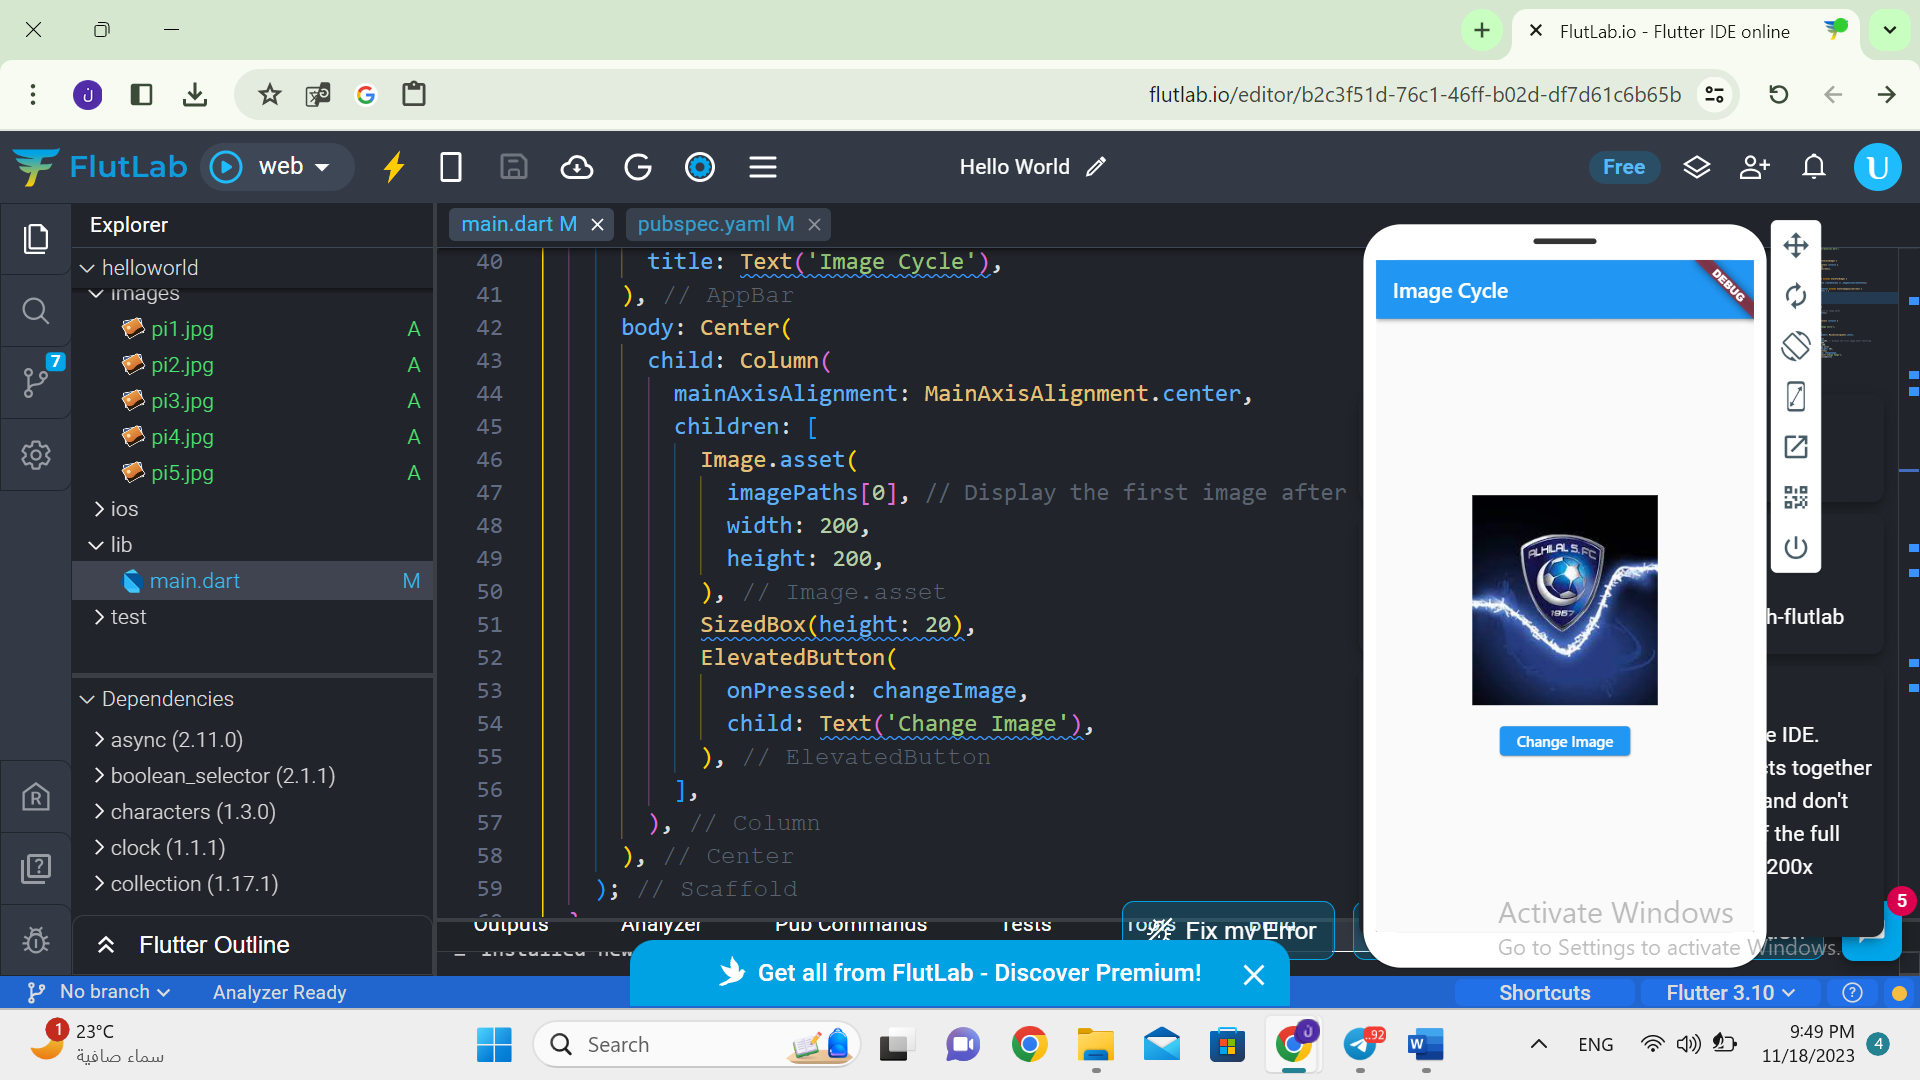 FlutLab.io - Flutter IDE online
flutlab.io/editor/b2c3f51d-76c1-46ff-b02d-df7d61c6b65b
ن
FlutLab
web
Hello World
Free
U
Explorer
helloworld
images
pi1.jpg A
pi2.jpg A
pi3.jpg A
pi4.jpg A
pi5.jpg A
ios
lib
main.dart M
test
7
Dependencies
async (2.11.0)
boolean_selector (2.1.1)
characters (1.3.0)
clock (1.1.1)
collection (1.17.1)
Flutter Outline
main.dart M
pubspec.yaml M
40 title: Text('Image Cycle'),
41 ), // AppBar
42 body: Center(
43 child: Column(
44 mainAxisAlignment: MainAxisAlignment.center,
45 children: [
46 Image.asset(
47 imagePaths[0], // Display the first image after
48 width: 200,
49 height: 200,
50 ), // Image.asset
51 SizedBox(height: 20),
52 ElevatedButton(
53 onPressed: changeImage,
54 child: Text('Change Image'),
55 ), // ElevatedButton
56 ],
57 ), // Column
58 ), // Center
59 ); // Scaffold
Image Cycle
DEBUG
ALHILAL S.FC
1957
Change Image
h-flutlab
e IDE.
ts together
and don't
f the full
200x
5
Activate Windows
Go to Settings to activate Windows.
Outputs Analyzer Pub Commands Tests Tools
Fix my Error
Installed new
Get all from FlutLab - Discover Premium!
No branch
Analyzer Ready
Shortcuts
Flutter 3.10
1
23°C
سماء صافية
Search
ن
92
ENG
9:49 PM
11/18/2023
4